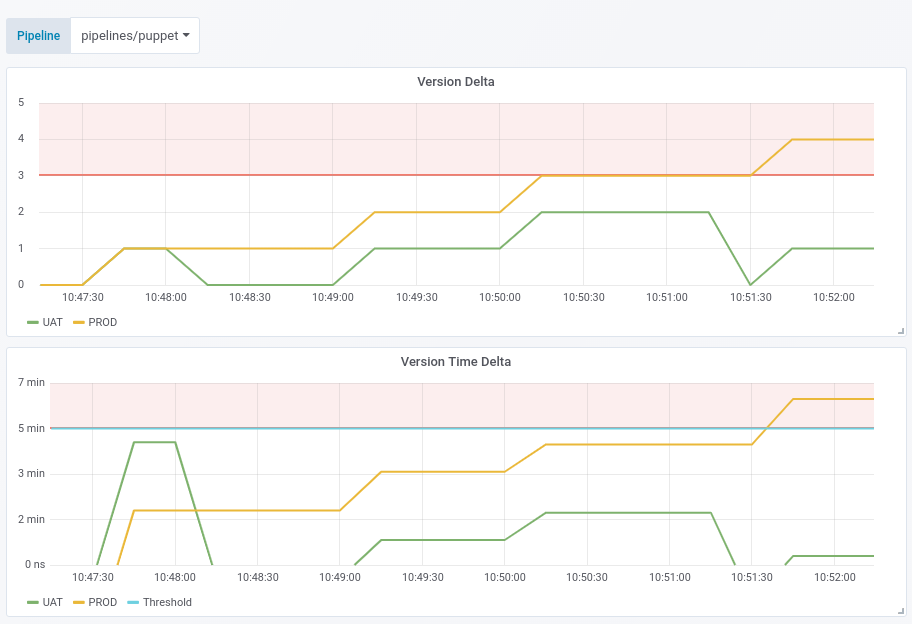 Pipeline pipelines/puppet
Version Delta
5
4
3
2
1
0
10:47:30 10:48:00 10:48:30 10:49:00 10:49:30 10:50:00 10:50:30 10:51:00 10:51:30 10:52:00
UAT PROD
Version Time Delta
7 min
5 min
3 min
2 min
0 ns
10:47:30 10:48:00 10:48:30 10:49:00 10:49:30 10:50:00 10:50:30 10:51:00 10:51:30 10:52:00
UAT PROD Threshold